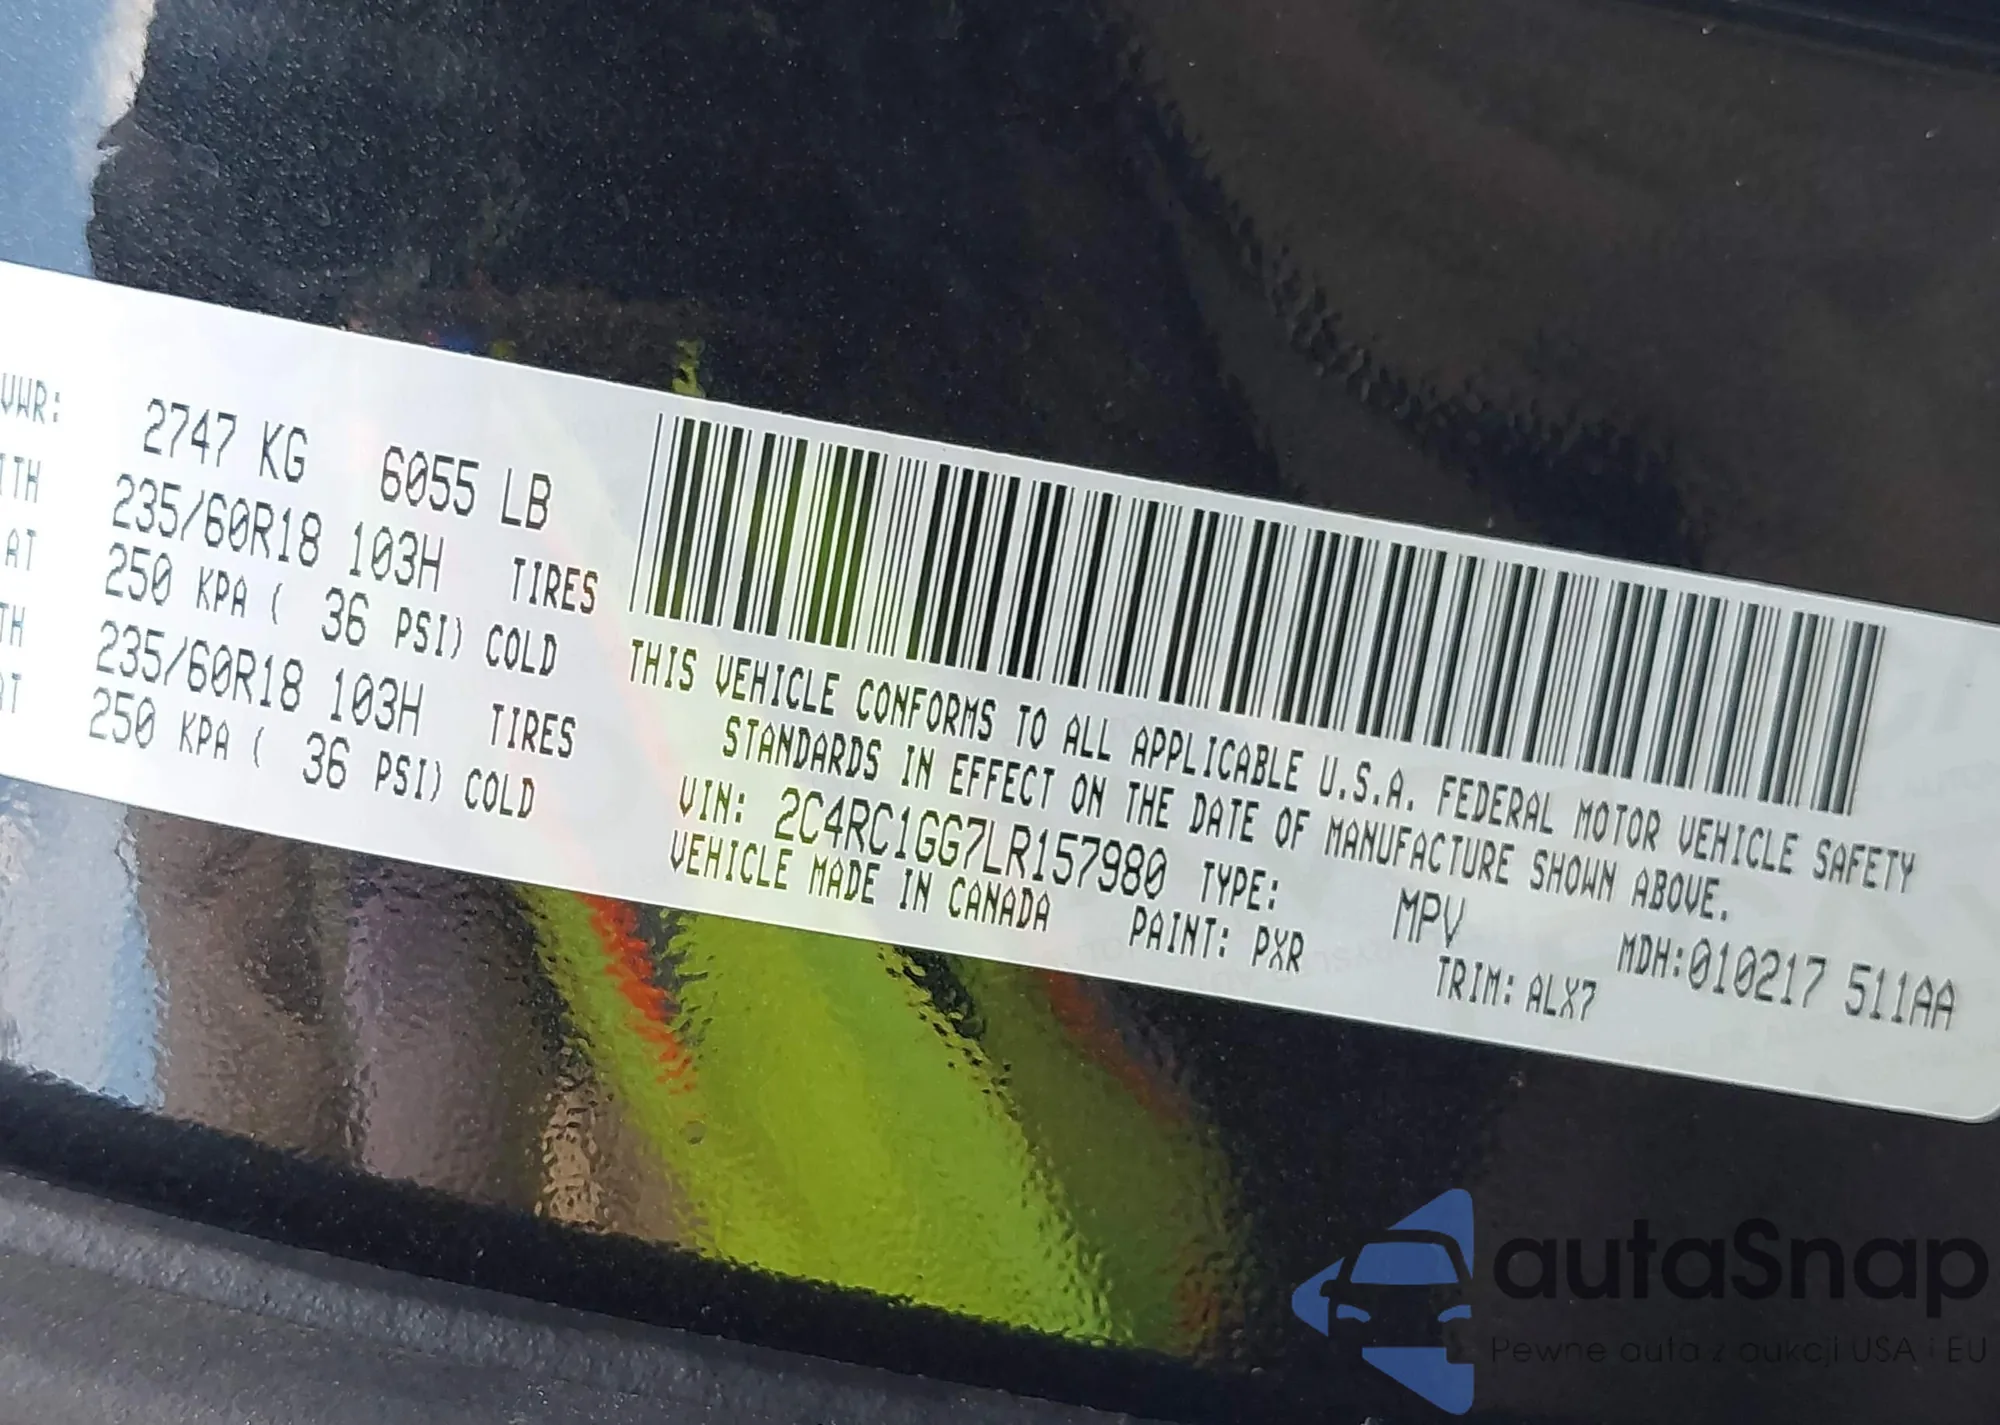 VWR: 2747 KG 6055 LB
ITH 235/60R18 103H TIRES
AT 250 KPA ( 36 PSI) COLD
TH 235/60R18 103H TIRES
AT 250 KPA ( 36 PSI) COLD
THIS VEHICLE CONFORMS TO ALL APPLICABLE U.S.A. FEDERAL MOTOR VEHICLE SAFETY
STANDARDS IN EFFECT ON THE DATE OF MANUFACTURE SHOWN ABOVE.
VIN: 2C4RC1GG7LR157980 TYPE: MPV MDH:010217 511AA
VEHICLE MADE IN CANADA PAINT: PXR TRIM: ALX7
autaSnap
Pewne auta z aukcji USA i EU